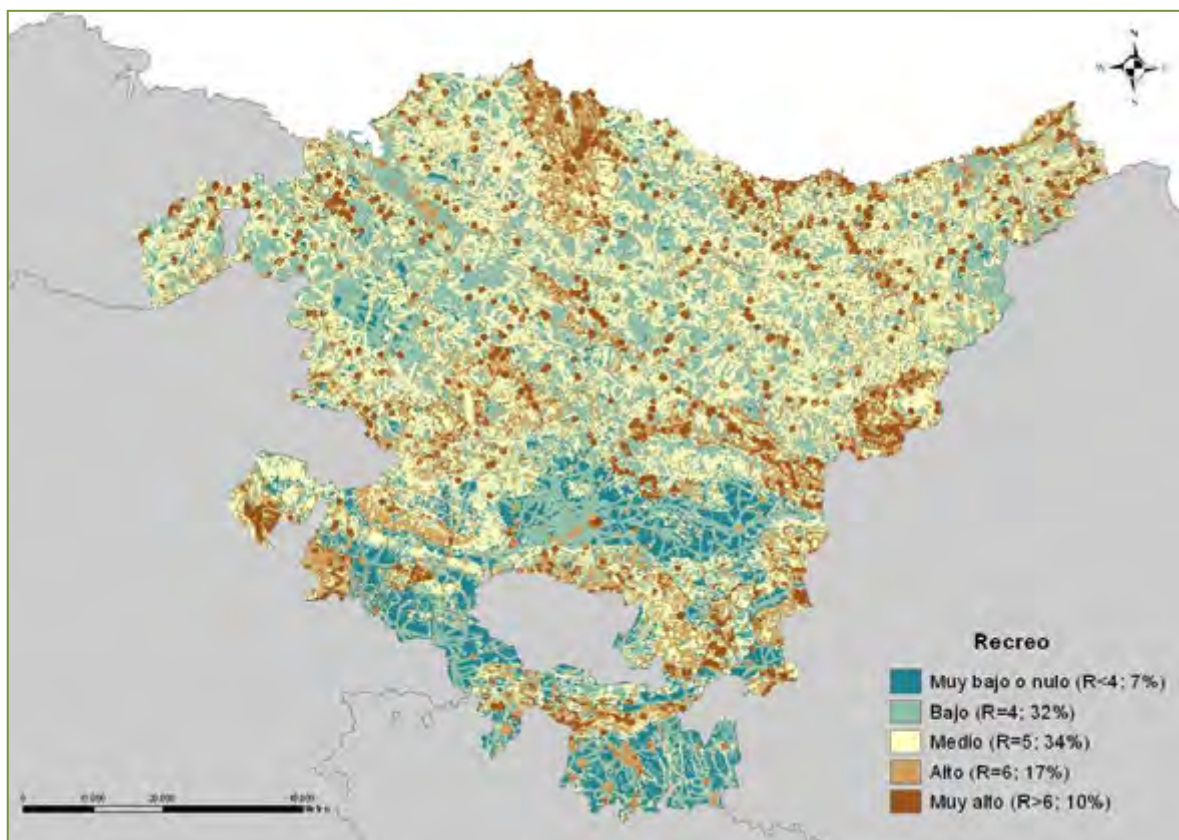 N
W E
S
Recreo
Muy bajo o nulo (R<4; 7%)
Bajo (R=4; 32%)
Medio (R=5; 34%)
Alto (R=6; 17%)
Muy alto (R>6; 10%)
0